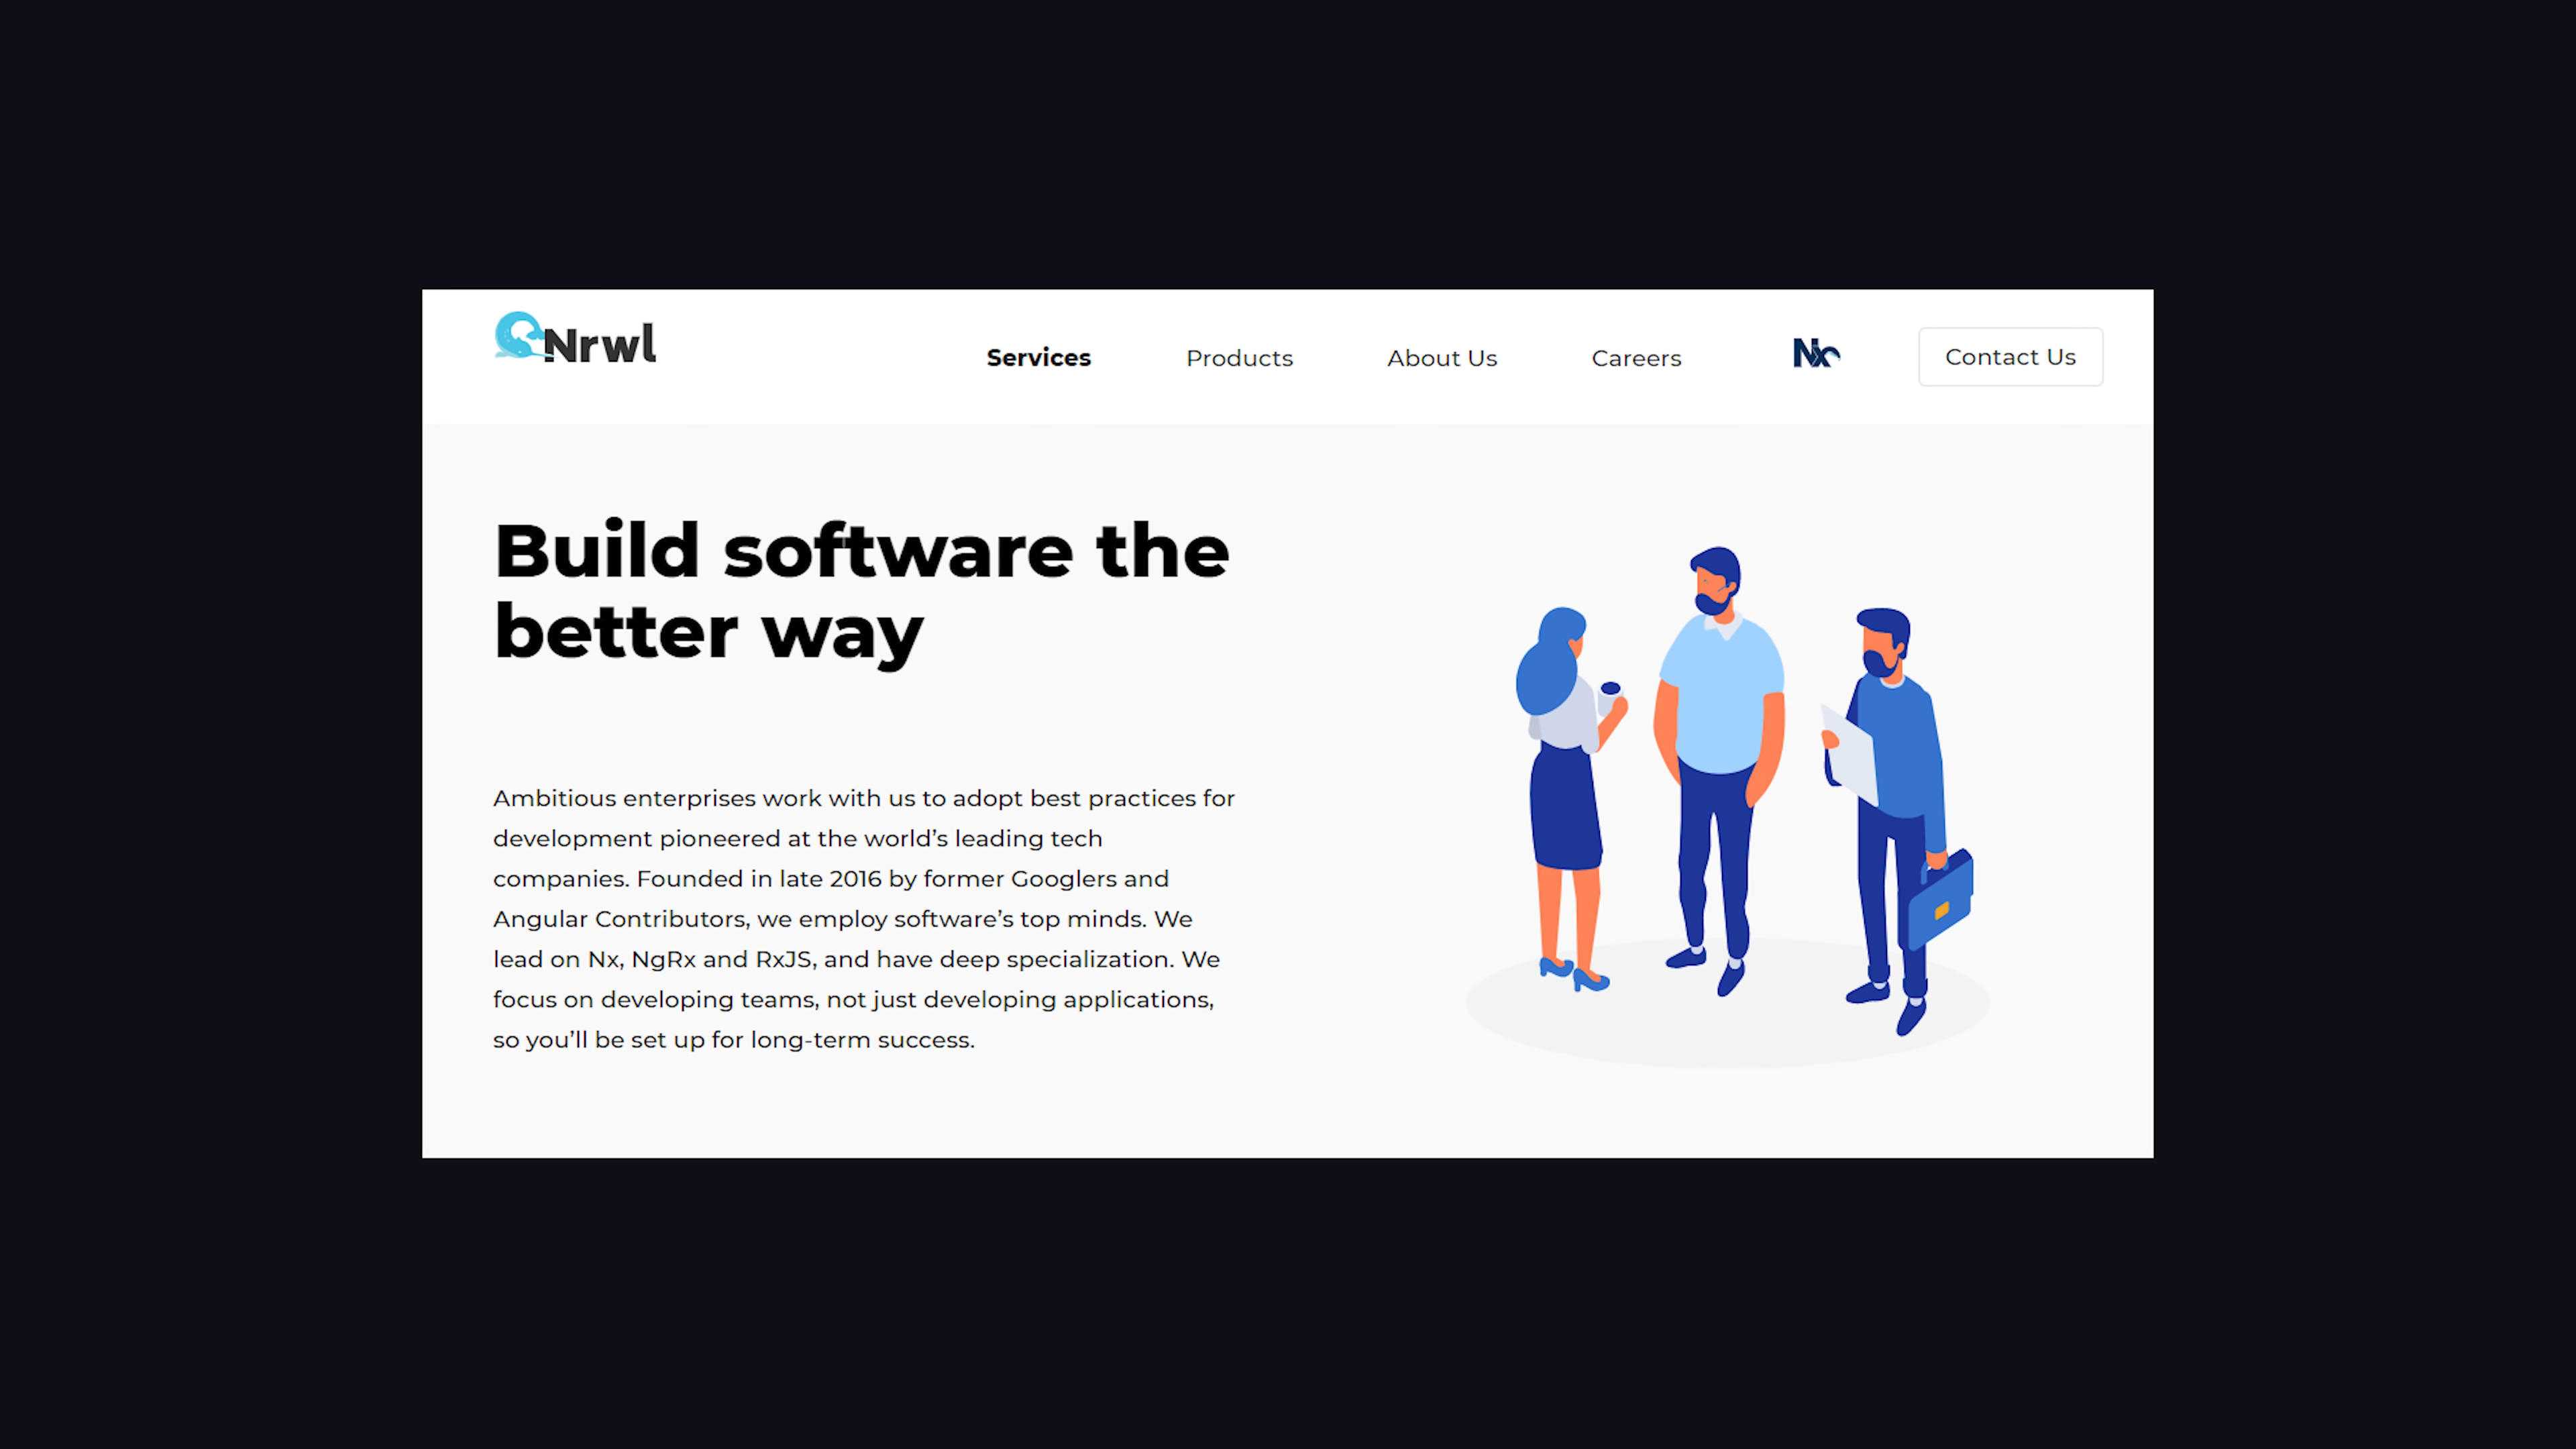 Nrwl
Services Products About Us Careers Nx Contact Us
Build software the
better way
Ambitious enterprises work with us to adopt best practices for
development pioneered at the world’s leading tech
companies. Founded in late 2016 by former Googlers and
Angular Contributors, we employ software’s top minds. We
lead on Nx, NgRx and RxJS, and have deep specialization. We
focus on developing teams, not just developing applications,
so you’ll be set up for long-term success.